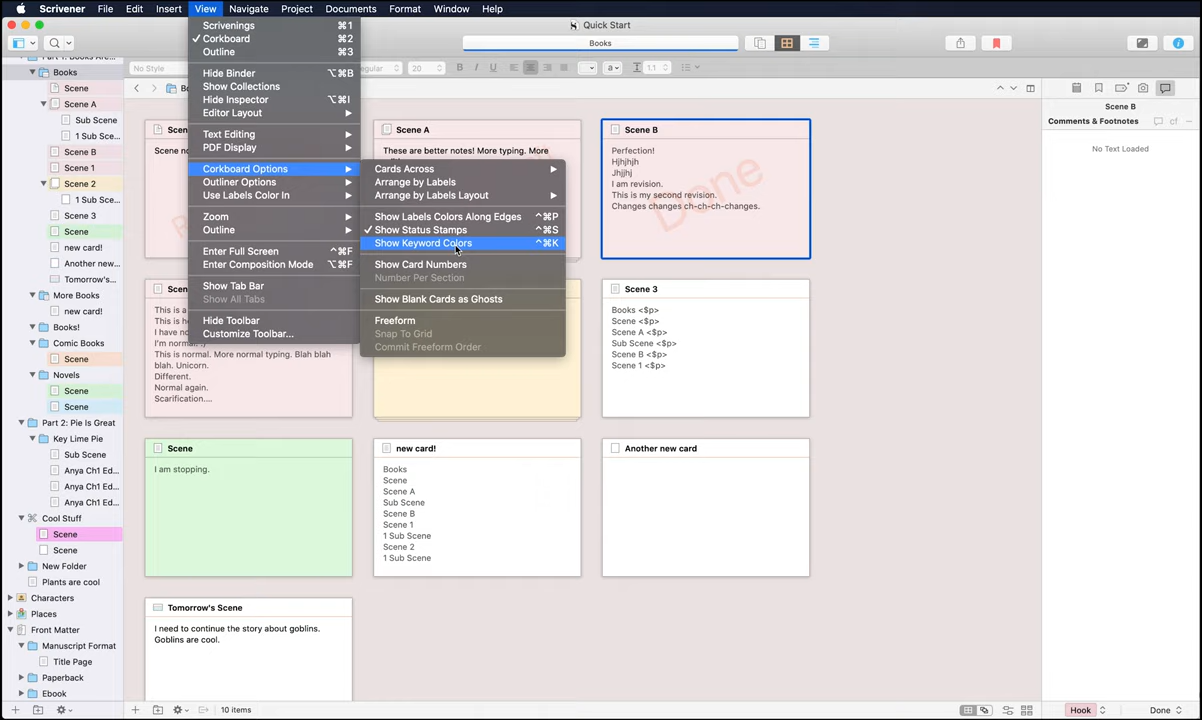 Scrivener File Edit Insert View Navigate Project Documents Format Window Help
Quick Start
Books
Scrivenings ⌘1
✓ Corkboard ⌘2
Outline ⌘3
Hide Binder ⌥⌘B
Show Collections
Hide Inspector ⌥⌘I
Editor Layout
Text Editing
PDF Display
Corkboard Options
Outliner Options
Use Labels Color In
Zoom
Outline
Enter Full Screen ^⌘F
Enter Composition Mode ⌥⌘F
Show Tab Bar
Show All Tabs
Hide Toolbar
Customize Toolbar...
Cards Across
Arrange by Labels
Arrange by Labels Layout
Show Labels Colors Along Edges ^⌘P
✓ Show Status Stamps ^⌘S
Show Keyword Colors ^⌘K
Show Card Numbers
Number Per Section
Show Blank Cards as Ghosts
Freeform
Snap To Grid
Commit Freeform Order
No Style
20
B I U
a
1.1
Books
Scene
Scene A
Sub Scene
1 Sub Sce...
Scene B
Scene 1
Scene 2
1 Sub Sce...
Scene 3
Scene
new card!
Another new...
Tomorrow's...
More Books
new card!
Books!
Comic Books
Scene
Novels
Scene
Scene
Part 2: Pie Is Great
Key Lime Pie
Sub Scene
Anya Ch1 Ed...
Anya Ch1 Ed...
Anya Ch1 Ed...
Cool Stuff
Scene
Scene
New Folder
Plants are cool
Characters
Places
Front Matter
Manuscript Format
Title Page
Paperback
Ebook
Scene A
These are better notes! More typing. More
Scene B
Perfection!
Hjhjhjh
Jhjjhj
I am revision.
This is my second revision.
Changes changes ch-ch-ch-changes.
Done
Scene 3
Books <$p>
Scene <$p>
Scene A <$p>
Sub Scene <$p>
Scene B <$p>
Scene 1 <$p>
This is normal. More normal typing. Blah blah
blah. Unicorn.
Different.
Normal again.
Scarification....
Scene
I am stopping.
new card!
Books
Scene
Scene A
Sub Scene
Scene B
Scene 1
1 Sub Scene
Scene 2
1 Sub Scene
Another new card
Tomorrow's Scene
I need to continue the story about goblins.
Goblins are cool.
Scene B
Comments & Footnotes cf
No Text Loaded
10 items
Hook
Done